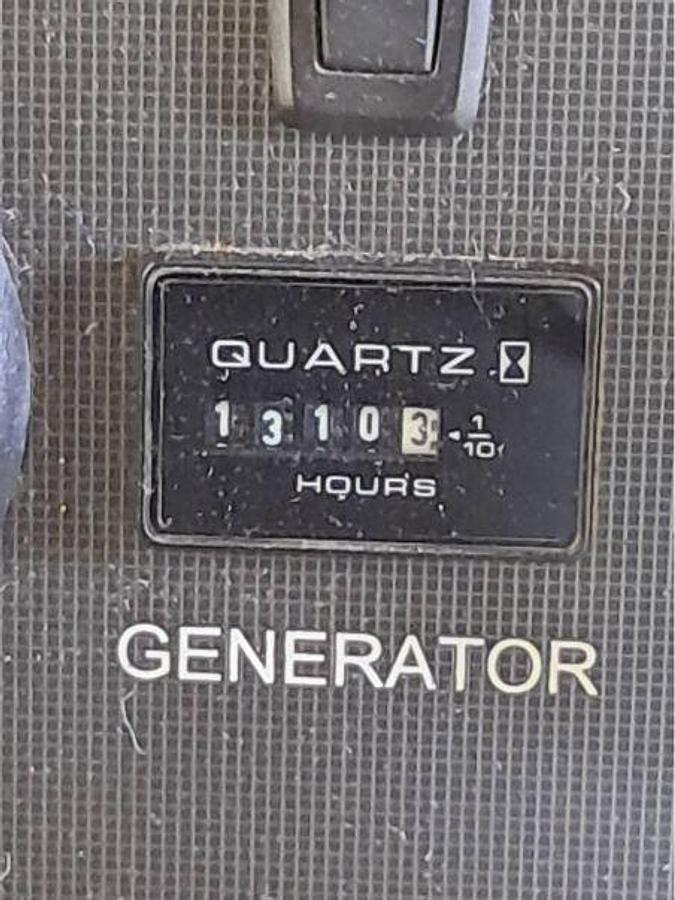 QUARTZ
13103 1/10
HOURS
GENERATOR